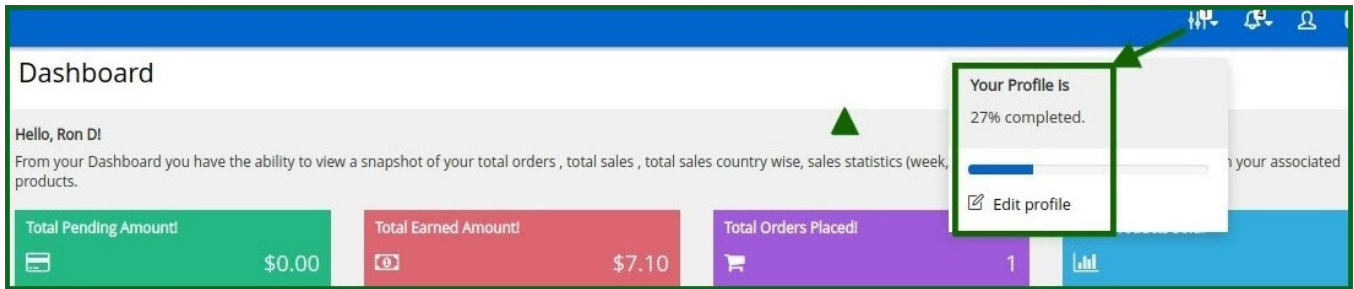 Dashboard
Your Profile is
27% completed.
Hello, Ron D!
From your Dashboard you have the ability to view a snapshot of your total orders , total sales , total sales country wise, sales statistics (week,
your associated
products.
Edit profile
Total Pending Amount!
Total Earned Amount!
Total Orders Placed!
$0.00
$7.10
1